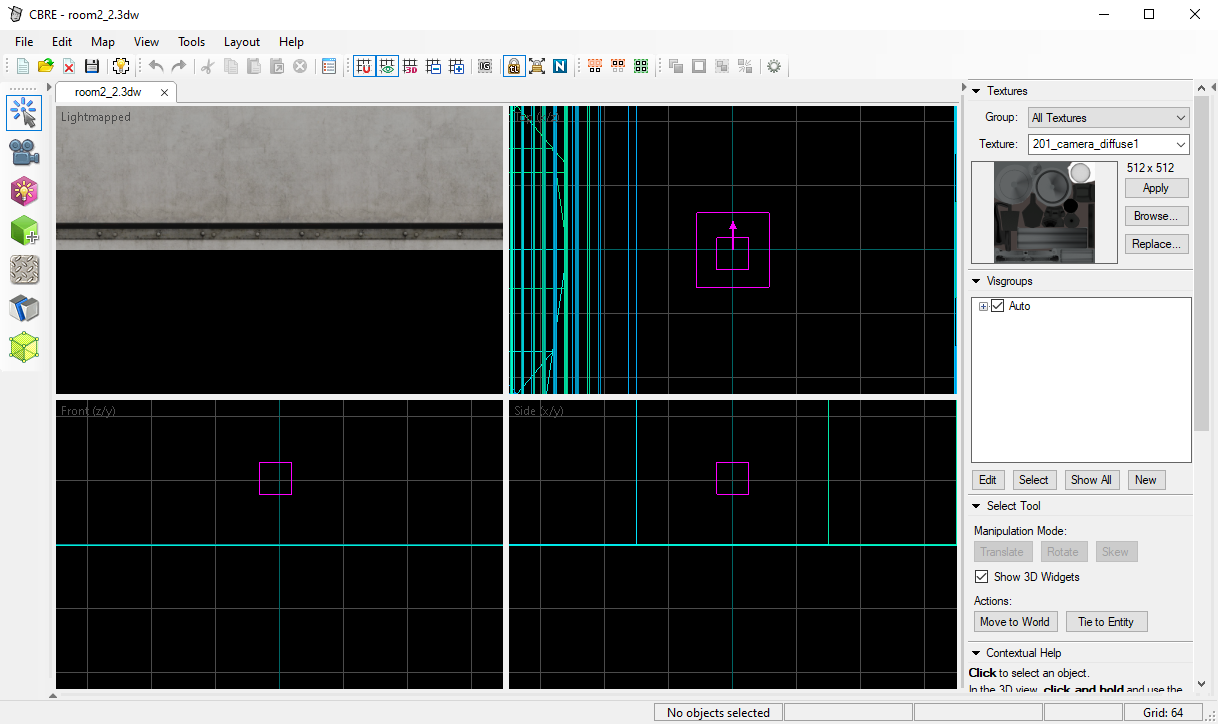 CBRE - room2_2.3dw
File Edit Map View Tools Layout Help
3D IG CL N
room2_2.3dw
Lightmapped
Front (z/y)
Side (x/y)
Textures
Group: All Textures
Texture: 201_camera_diffuse1
512 x 512
Apply
Browse...
Replace...
Visgroups
Auto
Edit Select Show All New
Select Tool
Manipulation Mode:
Translate Rotate Skew
Show 3D Widgets
Actions:
Move to World Tie to Entity
Contextual Help
Click to select an object.
In the 3D view, click and hold and use the
No objects selected
Grid: 64